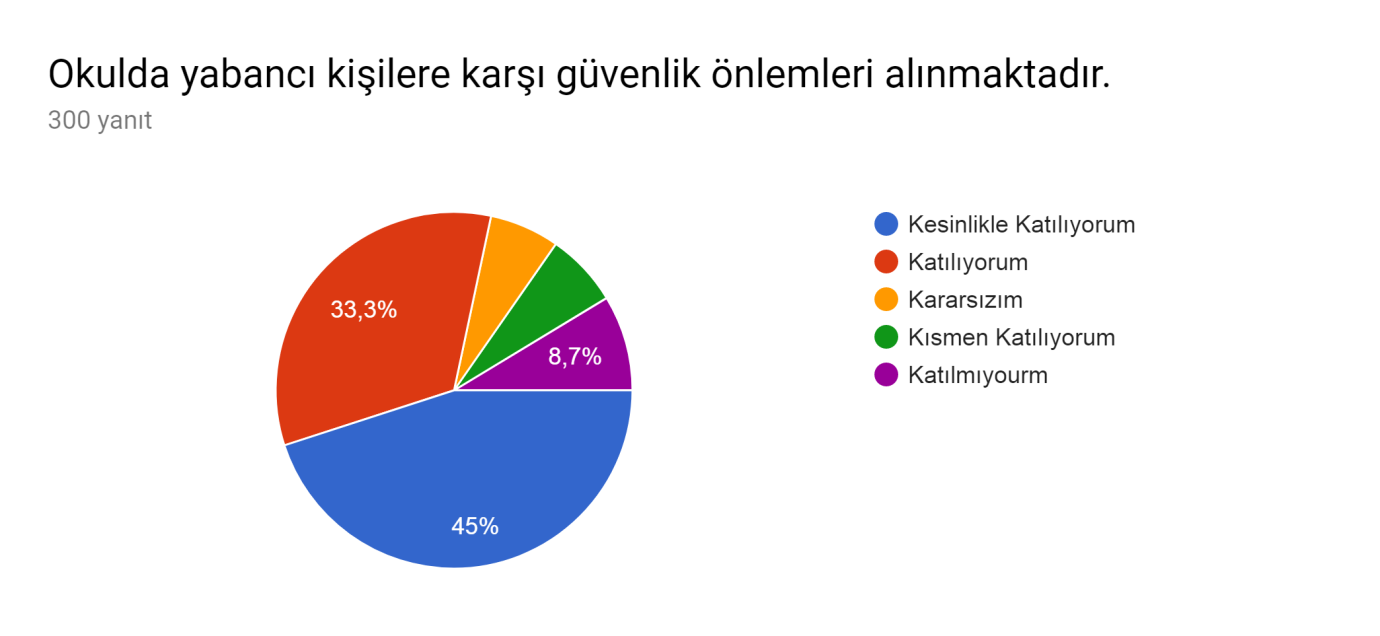 Okulda yabancı kişilere karşı güvenlik önlemleri alınmaktadır.
300 yanıt
33,3%
8,7%
45%
Kesinlikle Katılıyorum
Katılıyorum
Kararsızım
Kısmen Katılıyorum
Katılmıyourm